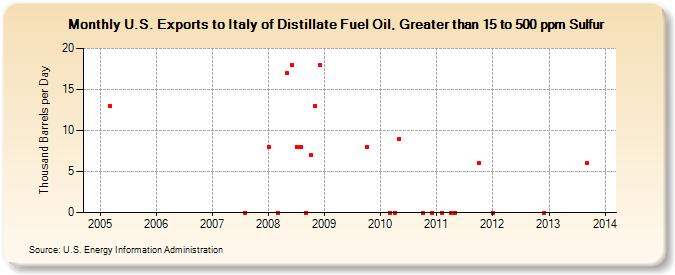 Monthly U.S. Exports to Italy of Distillate Fuel Oil, Greater than 15 to 500 ppm Sulfur
Thousand Barrels per Day
20
15
10
5
0
2005 2006 2007 2008 2009 2010 2011 2012 2013 2014
Source: U.S. Energy Information Administration